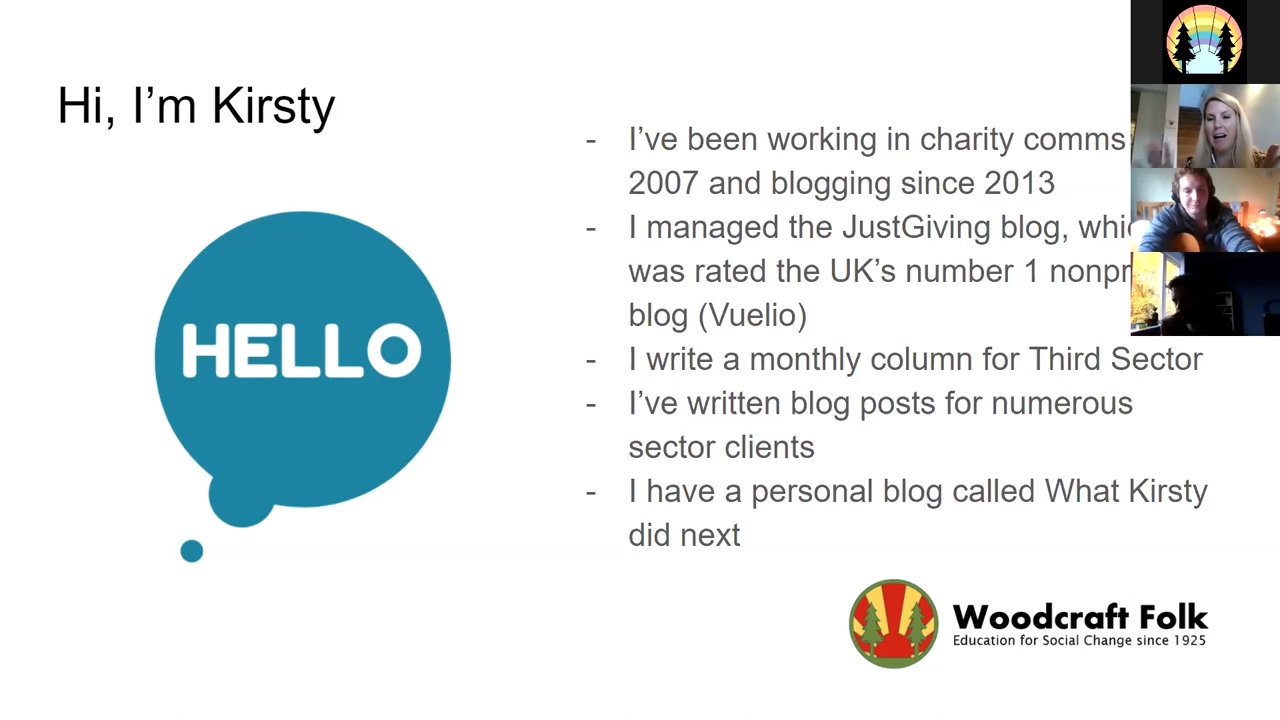 Hi, I’m Kirsty
- I’ve been working in charity comms
2007 and blogging since 2013
- I managed the JustGiving blog,
was rated the UK’s number 1
blog (Vuelio)
- I write a monthly column for Third Sector
- I’ve written blog posts for numerous
sector clients
- I have a personal blog called What Kirsty
did next
HELLO
Woodcraft Folk
Education for Social Change since 1925